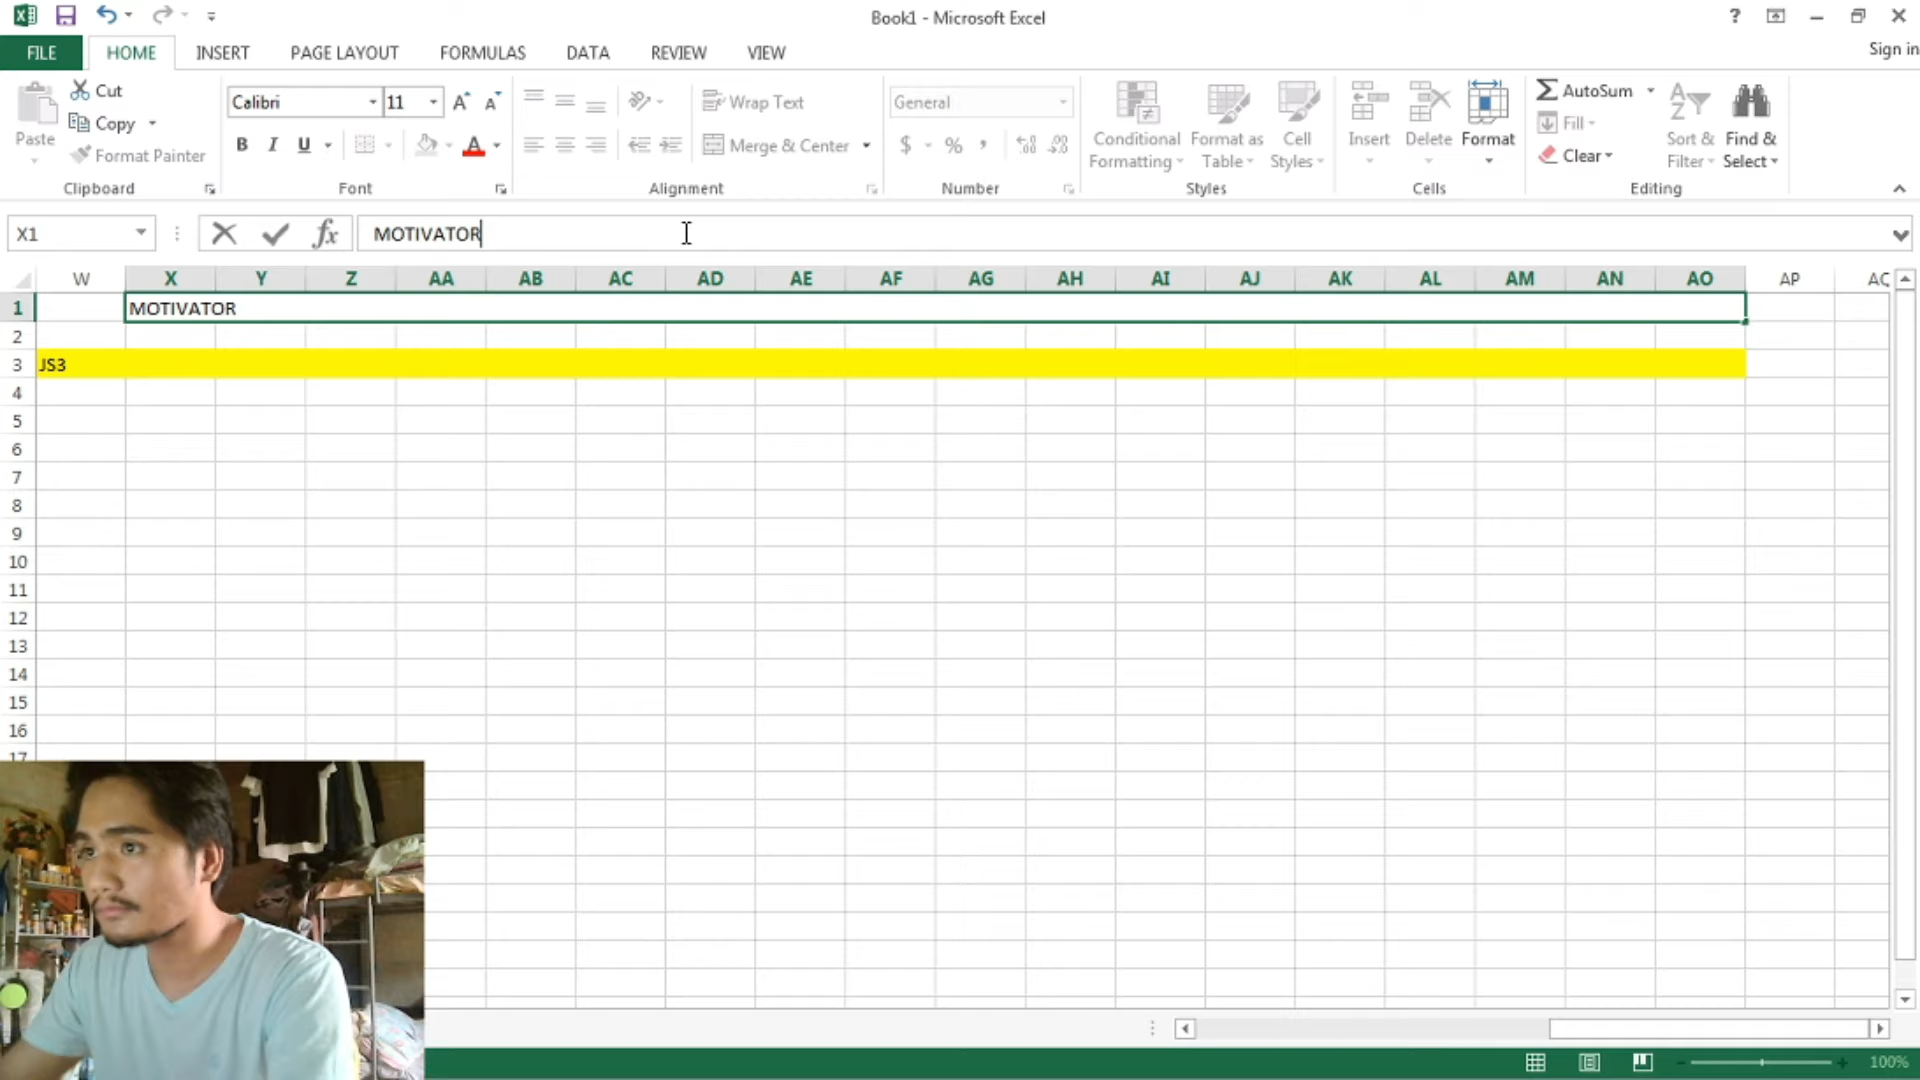 Book1 - Microsoft Excel
?
Sign in
FILE HOME INSERT PAGE LAYOUT FORMULAS DATA REVIEW VIEW
Paste
Cut
Copy
Format Painter
Clipboard
Calibri 11 A A
B I U A
Font
Wrap Text
Merge & Center
Alignment
General
$ % ,
Number
Conditional Formatting
Format as Table
Cell Styles
Styles
Insert Delete Format
Cells
AutoSum
Fill
Clear
Sort & Filter
Find & Select
Editing
X1 fx MOTIVATOR
W X Y Z AA AB AC AD AE AF AG AH AI AJ AK AL AM AN AO AP
1 MOTIVATOR
2
3 JS3
4
5
6
7
8
9
10
11
12
13
14
15
16
17
100%